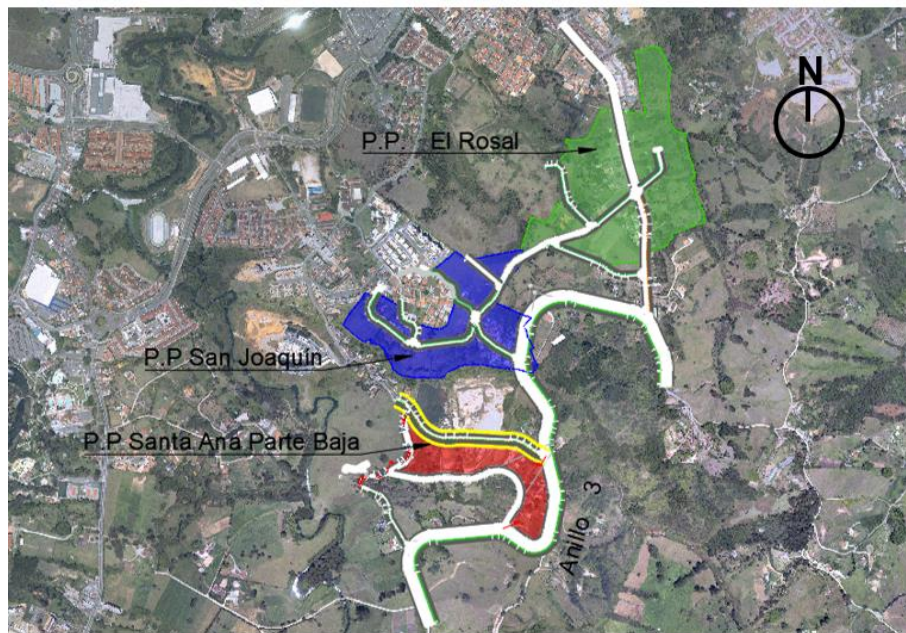 N
P.P. El Rosal
P.P San Joaquin
P.P Santa Ana Parte Baja
Anillo 3